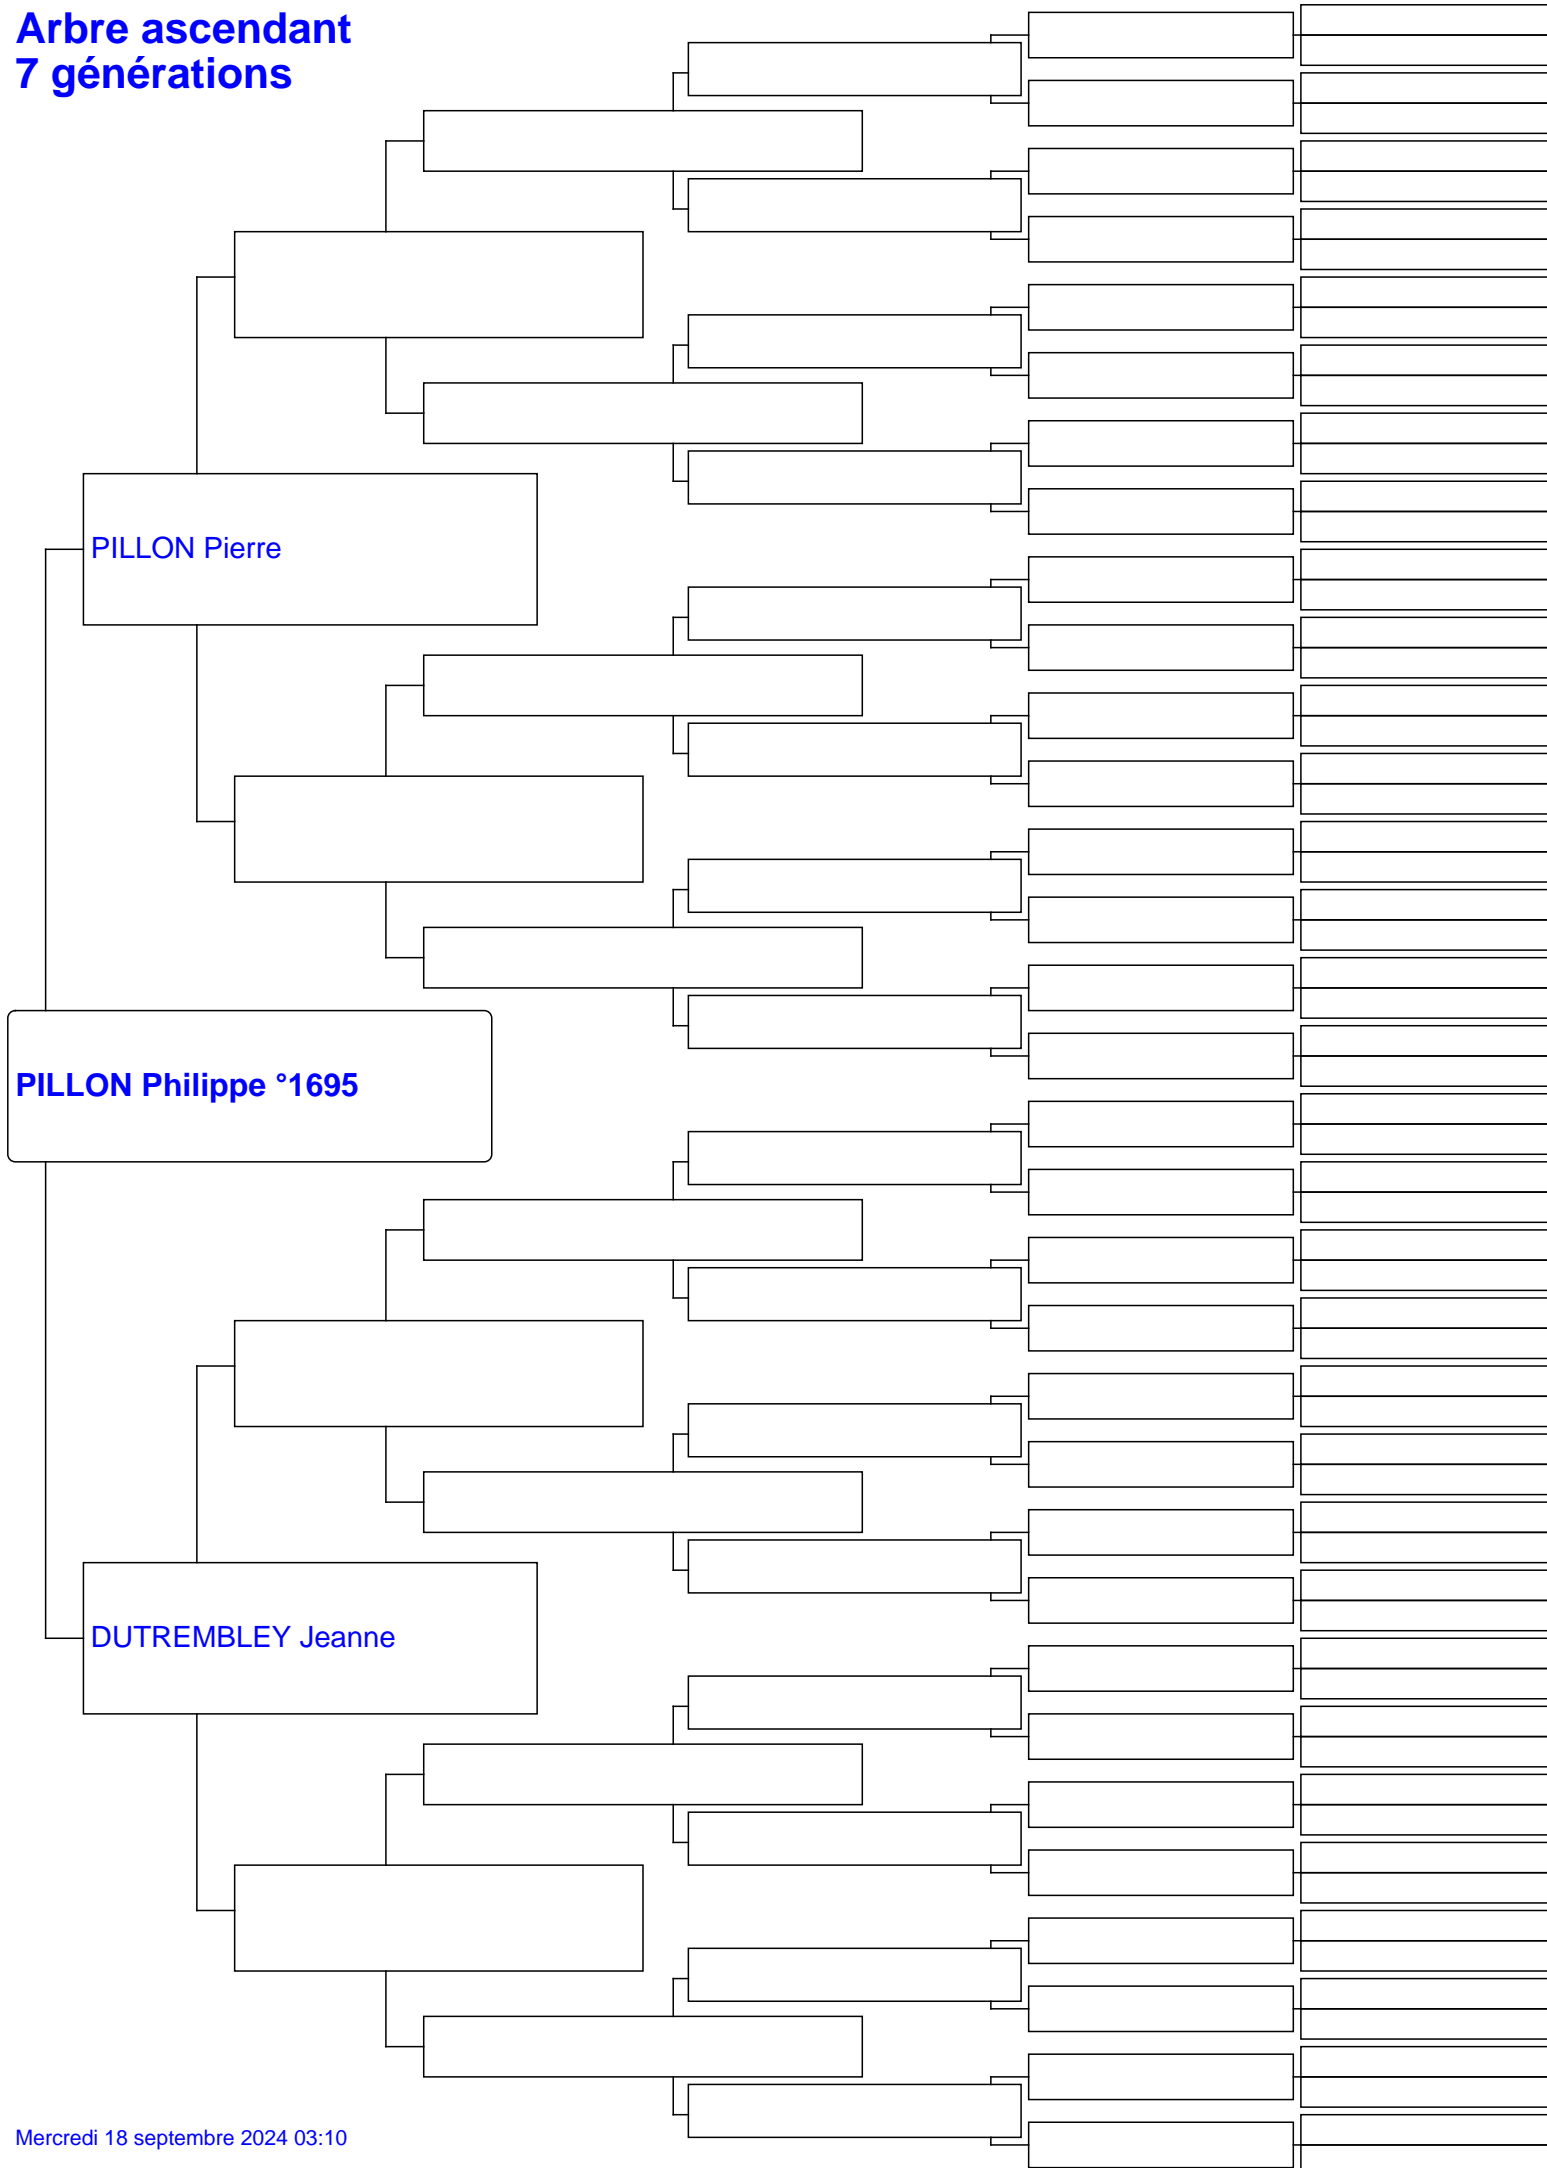 Arbre ascendant
7 générations
PILLON Pierre
PILLON Philippe °1695
DUTREMBLEY Jeanne
Mercredi 18 septembre 2024 03:10